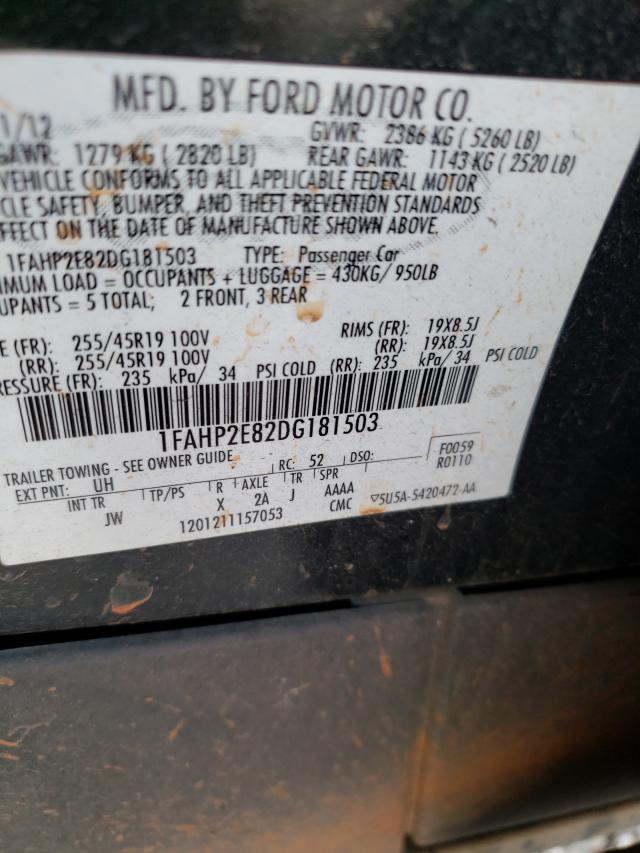 MFD. BY FORD MOTOR CO.
1/12 GVWR: 2386 KG ( 5260 LB)
GAWR: 1279 KG ( 2820 LB) REAR GAWR: 1143 KG ( 2520 LB)
VEHICLE CONFORMS TO ALL APPLICABLE FEDERAL MOTOR
CLE SAFETY, BUMPER, AND THEFT PREVENTION STANDARDS
EFFECT ON THE DATE OF MANUFACTURE SHOWN ABOVE.
1FAHP2E82DG181503 TYPE: Passenger Car
IMUM LOAD = OCCUPANTS + LUGGAGE = 430KG/ 950LB
UPANTS = 5 TOTAL; 2 FRONT, 3 REAR
E (FR): 255/45R19 100V RIMS (FR): 19X8.5J
(RR): 255/45R19 100V (RR): 19X8.5J
RESSURE (FR): 235 kPa/ 34 PSI COLD (RR): 235 kPa/ 34 PSI COLD
1FAHP2E82DG181503
TRAILER TOWING - SEE OWNER GUIDE RC: 52 DSO: F0059
EXT PNT: UH R AXLE TR SPR R0110
INT TR TP/PS X 2A J AAAA
JW 1201211157053 CMC ▽5U5A-5420472-AA